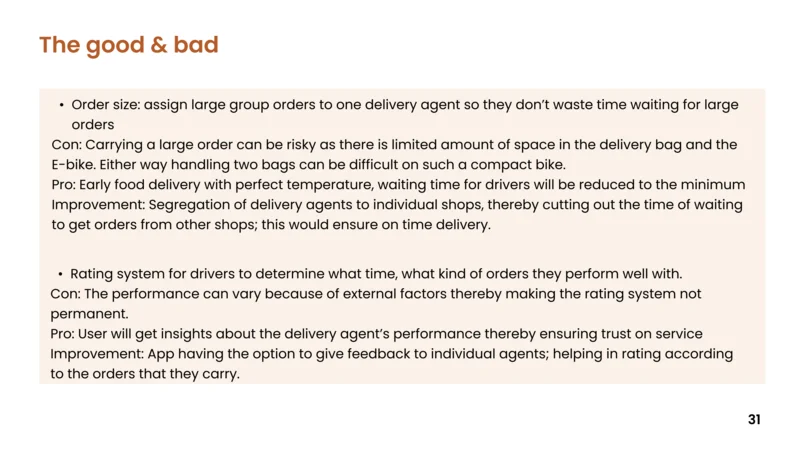 The good & bad
• Order size: assign large group orders to one delivery agent so they don’t waste time waiting for large
orders
Con: Carrying a large order can be risky as there is limited amount of space in the delivery bag and the
E-bike. Either way handling two bags can be difficult on such a compact bike.
Pro: Early food delivery with perfect temperature, waiting time for drivers will be reduced to the minimum
Improvement: Segregation of delivery agents to individual shops, thereby cutting out the time of waiting
to get orders from other shops; this would ensure on time delivery.
• Rating system for drivers to determine what time, what kind of orders they perform well with.
Con: The performance can vary because of external factors thereby making the rating system not
permanent.
Pro: User will get insights about the delivery agent’s performance thereby ensuring trust on service
Improvement: App having the option to give feedback to individual agents; helping in rating according
to the orders that they carry.
31